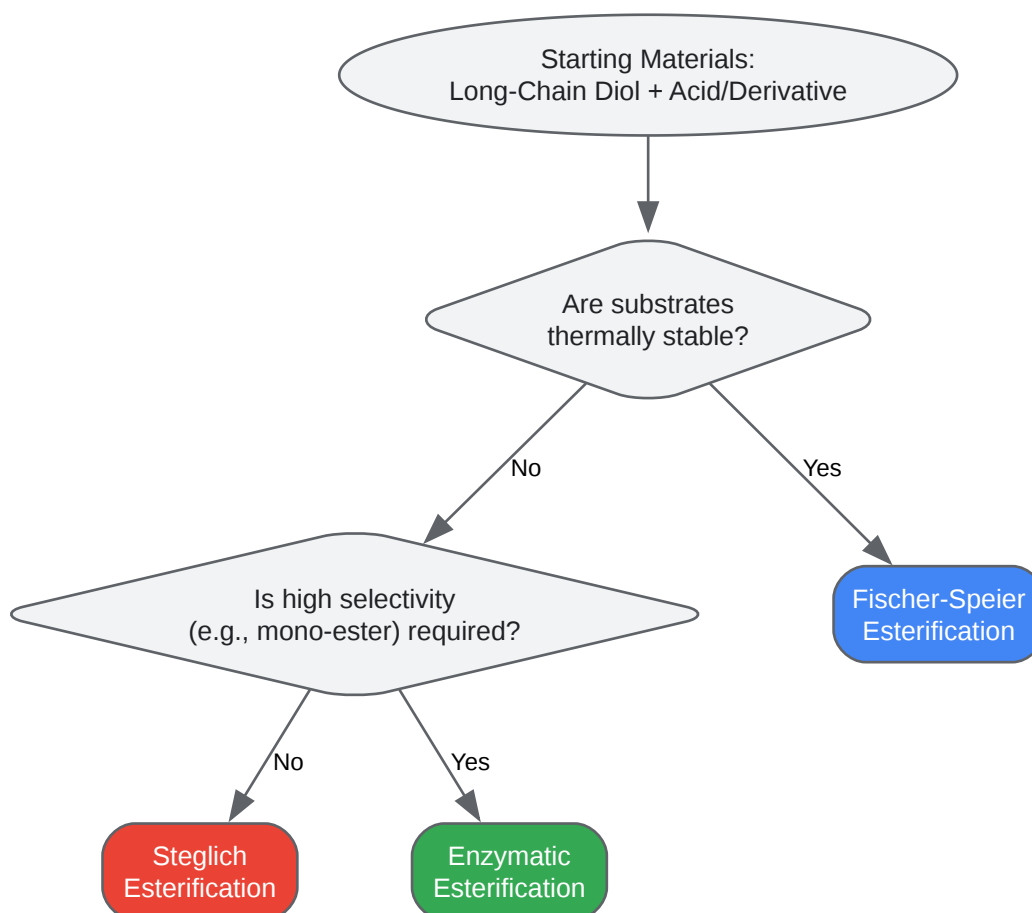 Starting Materials:
Long-Chain Diol + Acid/Derivative
Are substrates
thermally stable?
No
Yes
Is high selectivity
(e.g., mono-ester) required?
Fischer-Speier
Esterification
No
Yes
Steglich
Esterification
Enzymatic
Esterification